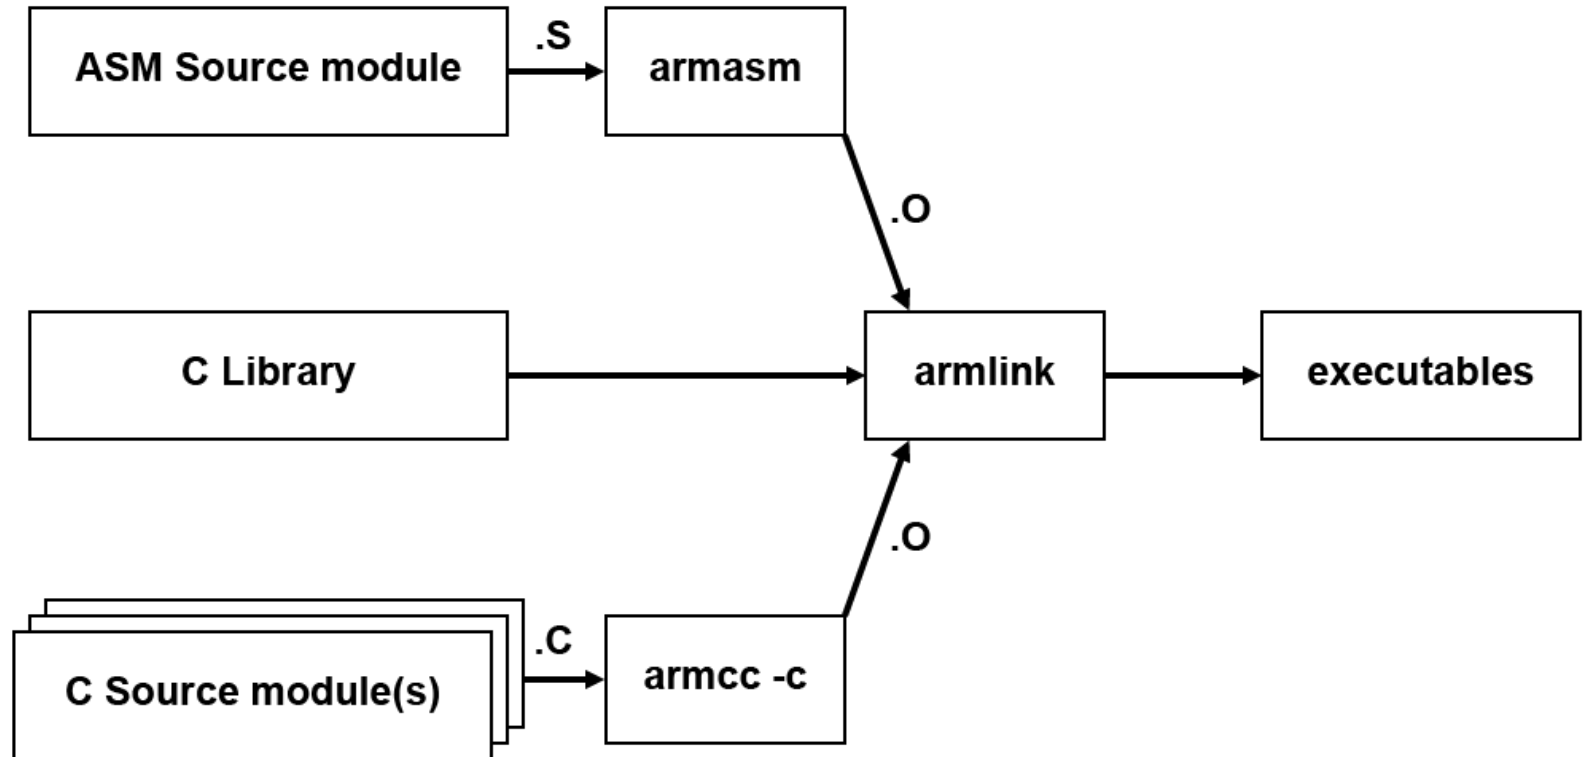 ASM Source module
.S
armasm
.O
C Library
armlink
executables
.O
C Source module(s)
.C
armcc -c